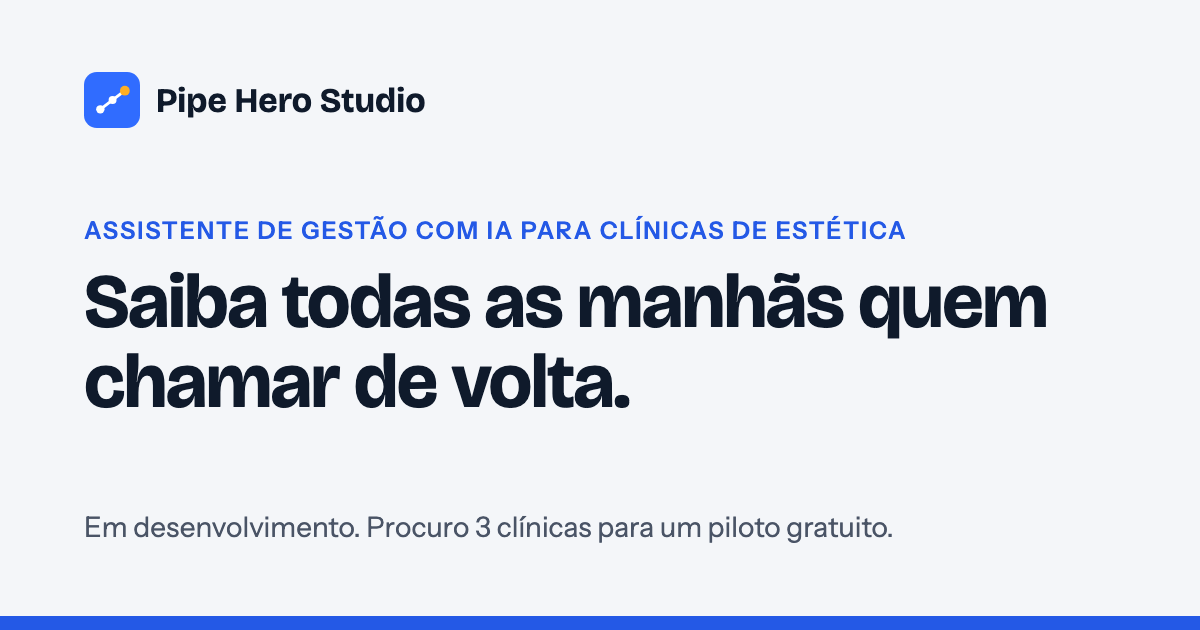 Pipe Hero Studio
ASSISTENTE DE GESTÃO COM IA PARA CLÍNICAS DE ESTÉTICA
Saiba todas as manhãs quem
chamar de volta.
Em desenvolvimento. Procuro 3 clínicas para um piloto gratuito.